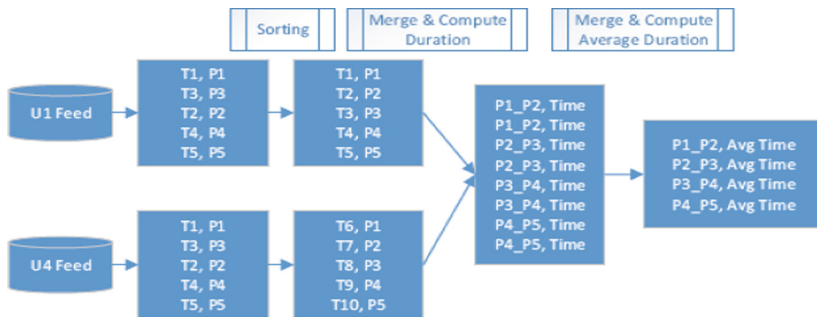 Sorting
Merge & Compute
Duration
Merge & Compute
Average Duration
U1 Feed
T1, P1
T3, P3
T2, P2
T4, P4
T5, P5
T1, P1
T2, P2
T3, P3
T4, P4
T5, P5
U4 Feed
T1, P1
T3, P3
T2, P2
T4, P4
T5, P5
T6, P1
T7, P2
T8, P3
T9, P4
T10, P5
P1_P2, Time
P1_P2, Time
P2_P3, Time
P2_P3, Time
P3_P4, Time
P3_P4, Time
P4_P5, Time
P4_P5, Time
P1_P2, Avg Time
P2_P3, Avg Time
P3_P4, Avg Time
P4_P5, Avg Time